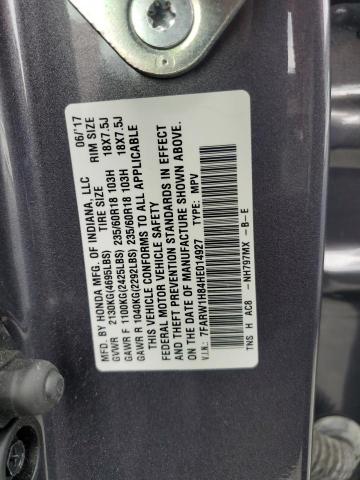 MFD. BY HONDA MFG. OF INDIANA, LLC 06/'17
TIRE SIZE RIM SIZE
GVWR 2130KG(4695LBS)
GAWR F 1100KG(2425LBS) 235/60R18 103H 18X7.5J
GAWR R 1040KG(2292LBS) 235/60R18 103H 18X7.5J
THIS VEHICLE CONFORMS TO ALL APPLICABLE
FEDERAL MOTOR VEHICLE SAFETY
AND THEFT PREVENTION STANDARDS IN EFFECT
ON THE DATE OF MANUFACTURE SHOWN ABOVE.
V.I.N.: 7FARW1H84HE014927 TYPE: MPV
TNS H AC8 -NH797MX -B-E